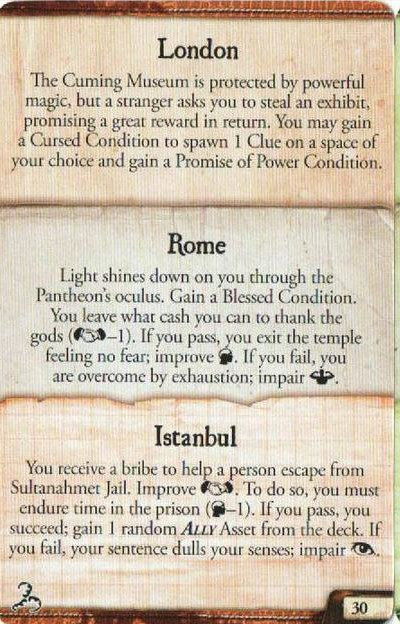 London
The Cuming Museum is protected by powerful
magic, but a stranger asks you to steal an exhibit,
promising a great reward in return. You may gain
a Cursed Condition to spawn 1 Clue on a space of
your choice and gain a Promise of Power Condition.
Rome
Light shines down on you through the
Pantheon's oculus. Gain a Blessed Condition.
You leave what cash you can to thank the
gods (–1). If you pass, you exit the temple
feeling no fear; improve . If you fail, you
are overcome by exhaustion; impair .
Istanbul
You receive a bribe to help a person escape from
Sultanahmet Jail. Improve . To do so, you must
endure time in the prison (–1). If you pass, you
succeed; gain 1 random ALLY Asset from the deck. If
you fail, your sentence dulls your senses; impair .
30